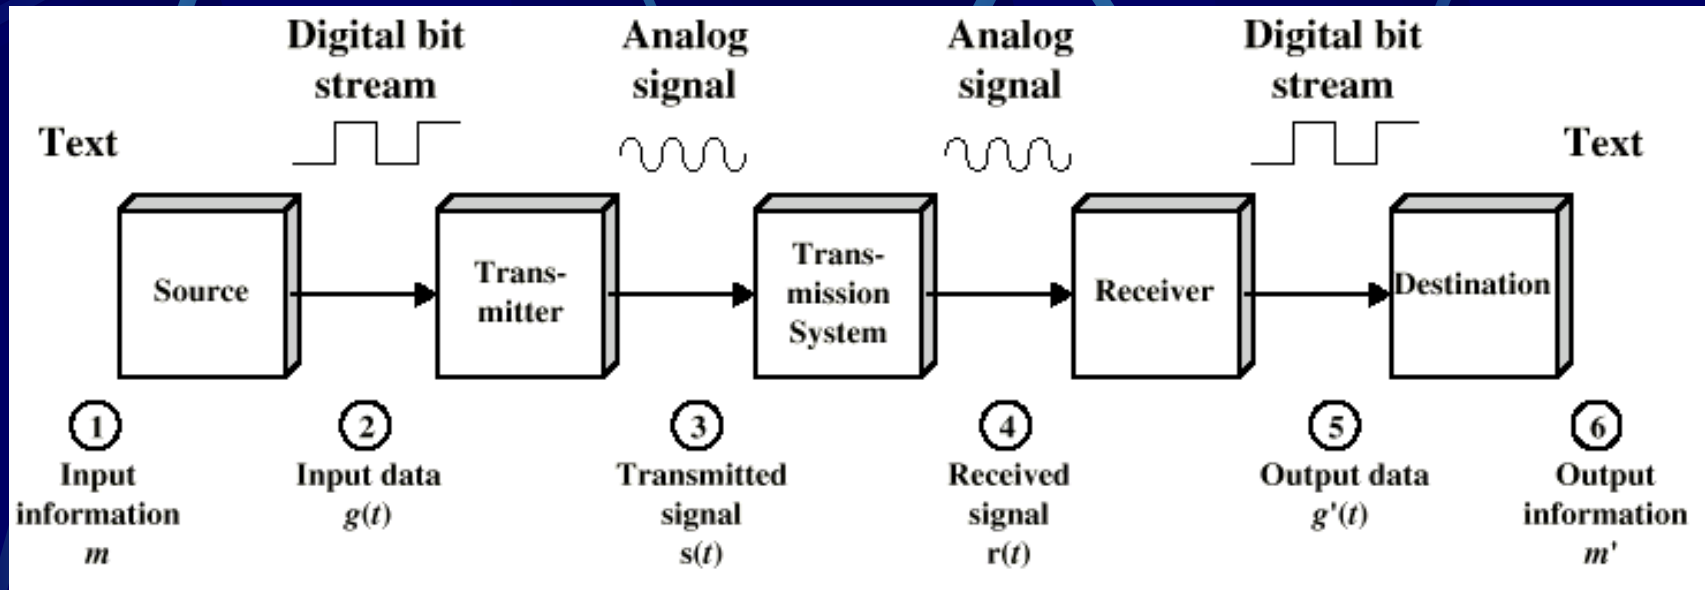 Digital bit
stream
Analog
signal
Analog
signal
Digital bit
stream
Text
Text
Source
Trans-
mitter
Trans-
mission
System
Receiver
Destination
1
Input
information
m
2
Input data
g(t)
3
Transmitted
signal
s(t)
4
Received
signal
r(t)
5
Output data
g'(t)
6
Output
information
m'